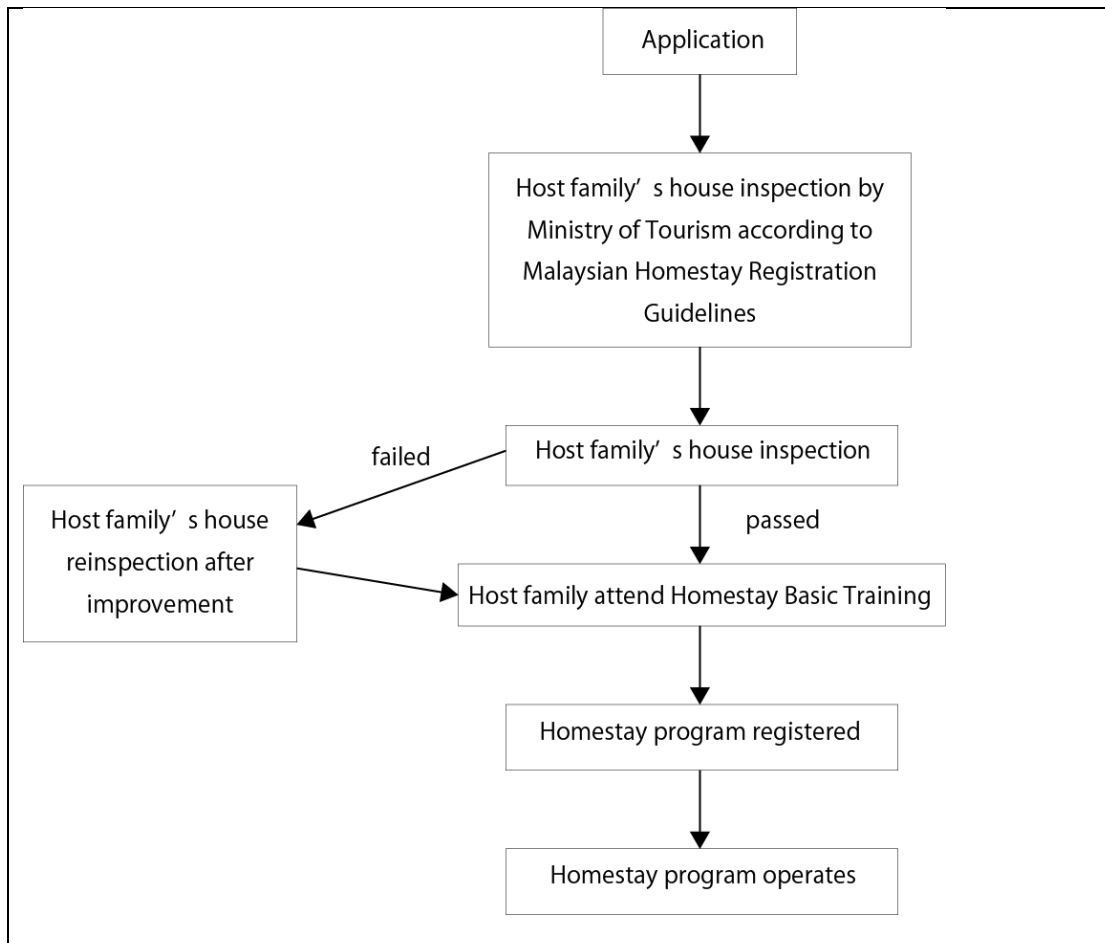 Application
Host family’ s house inspection by
Ministry of Tourism according to
Malaysian Homestay Registration
Guidelines
Host family’ s house inspection
failed
passed
Host family’ s house
reinspection after
improvement
Host family attend Homestay Basic Training
Homestay program registered
Homestay program operates